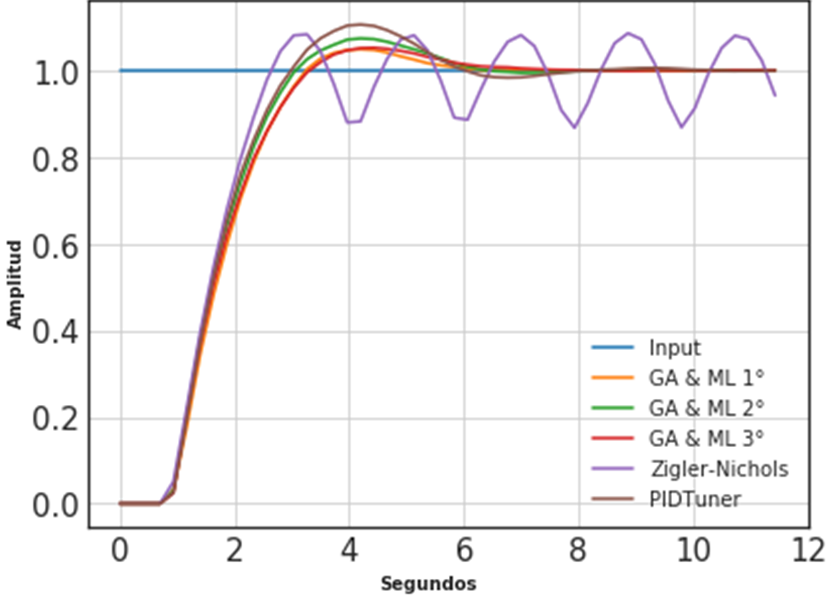 1.0
0.8
0.6
0.4
0.2
0.0
Amplitud
Input
GA & ML 1°
GA & ML 2°
GA & ML 3°
Zigler-Nichols
PIDTuner
0 2 4 6 8 10 12
Segundos